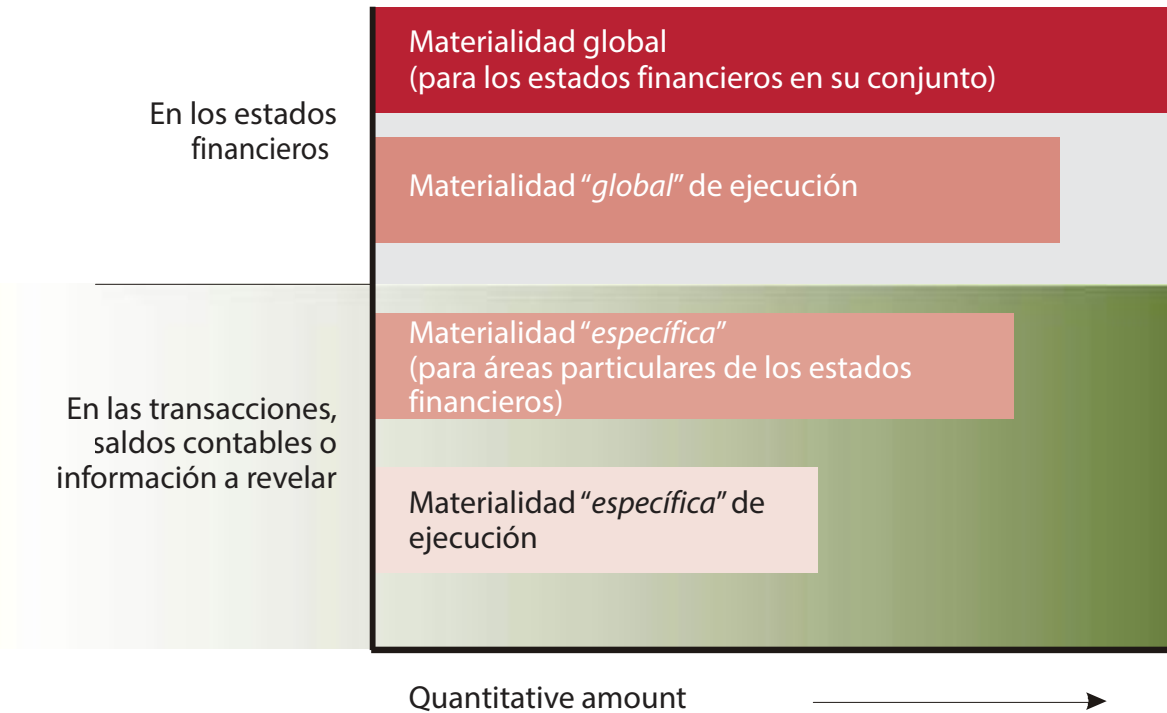 Materialidad global
(para los estados financieros en su conjunto)
En los estados
financieros
Materialidad “global” de ejecución
Materialidad “específica”
(para áreas particulares de los estados
financieros)
En las transacciones,
saldos contables o
información a revelar
Materialidad “específica” de
ejecución
Quantitative amount